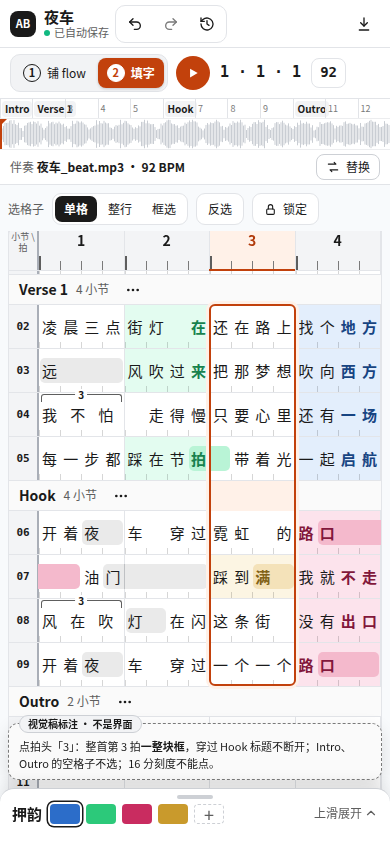 AB 夜车
已自动保存
1 铺 flow 2 填字 1 · 1 · 1 92
Intro Verse 1 4 5 Hook 7 8 9 Outro 11 12
伴奏 夜车_beat.mp3 · 92 BPM 替换
选格子 单格 整行 框选 反选 锁定
小节\拍 1 2 3 4
Verse 1 4 小节 ···
02 凌晨三点 街灯 在 还在路上 找个地方
03 远 风吹过来 把那梦想 吹向西方
3
04 我不怕 走得慢 只要心里 还有一场
05 每一步都 踩在节拍 带着光 一起启航
Hook 4 小节 ···
06 开着夜 车 穿过 霓虹 的 路口
07 油门 踩到满 我就不走
3
08 风在吹 灯 在闪 这条街 没有出口
09 开着夜 车 穿过 一个一个 路口
Outro 2 小节 ···
视觉稿标注 · 不是界面
点拍头「3」：整首第 3 拍一整块框，穿过 Hook 标题不断开；Intro、
Outro 的空格子不选；16 分刻度不能点。
11
押韵 + 上滑展开